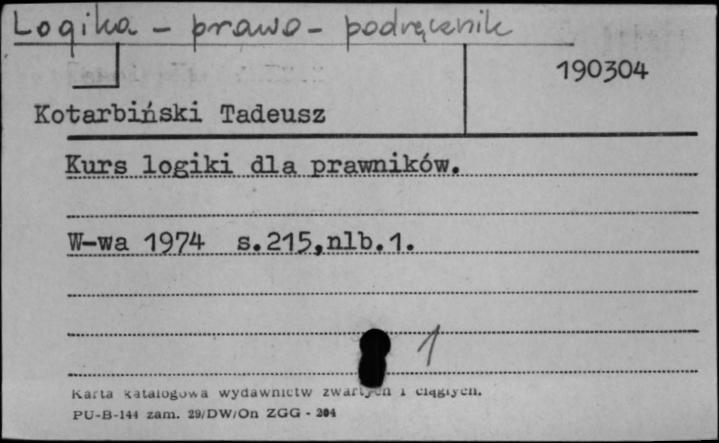 Logika - prawo - podręcznik
190304
Kotarbiński Tadeusz
Kurs logiki dla prawników.
W-wa 1974 s.215,nlb.1.
1
Karta katalogowa wydawnictw zwartych i ciągłych.
PU-B-144 zam. 29/DW/On ZGG - 204